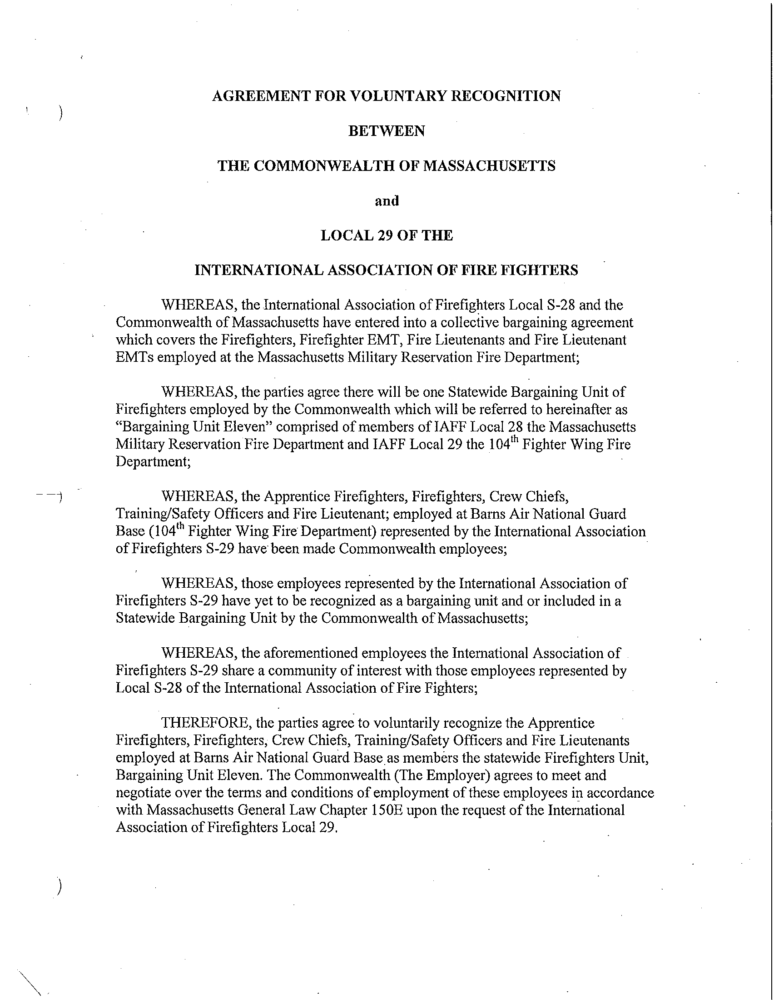 AGREEMENT FOR VOLUNTARY RECOGNITION
BETWEEN
THE COMMONWEALTH OF MASSACHUSETTS
and
LOCAL 29 OF THE
INTERNATIONAL ASSOCIATION OF FIRE FIGHTERS
WHEREAS, the International Association of Firefighters Local S-28 and the
Commonwealth of Massachusetts have entered into a collective bargaining agreement
which covers the Firefighters, Firefighter EMT, Fire Lieutenants and Fire Lieutenant
EMTs employed at the Massachusetts Military Reservation Fire Department;
WHEREAS, the parties agree there will be one Statewide Bargaining Unit of
Firefighters employed by the Commonwealth which will be referred to hereinafter as
“Bargaining Unit Eleven” comprised of members of IAFF Local 28 the Massachusetts
Military Reservation Fire Department and IAFF Local 29 the 104th Fighter Wing Fire
Department;
WHEREAS, the Apprentice Firefighters, Firefighters, Crew Chiefs,
Training/Safety Officers and Fire Lieutenant; employed at Barns Air National Guard
Base (104th Fighter Wing Fire Department) represented by the International Association
of Firefighters S-29 have been made Commonwealth employees;
WHEREAS, those employees represented by the International Association of
Firefighters S-29 have yet to be recognized as a bargaining unit and or included in a
Statewide Bargaining Unit by the Commonwealth of Massachusetts;
WHEREAS, the aforementioned employees the International Association of
Firefighters S-29 share a community of interest with those employees represented by
Local S-28 of the International Association of Fire Fighters;
THEREFORE, the parties agree to voluntarily recognize the Apprentice
Firefighters, Firefighters, Crew Chiefs, Training/Safety Officers and Fire Lieutenants
employed at Barns Air National Guard Base as members the statewide Firefighters Unit,
Bargaining Unit Eleven. The Commonwealth (The Employer) agrees to meet and
negotiate over the terms and conditions of employment of these employees in accordance
with Massachusetts General Law Chapter 150E upon the request of the International
Association of Firefighters Local 29.